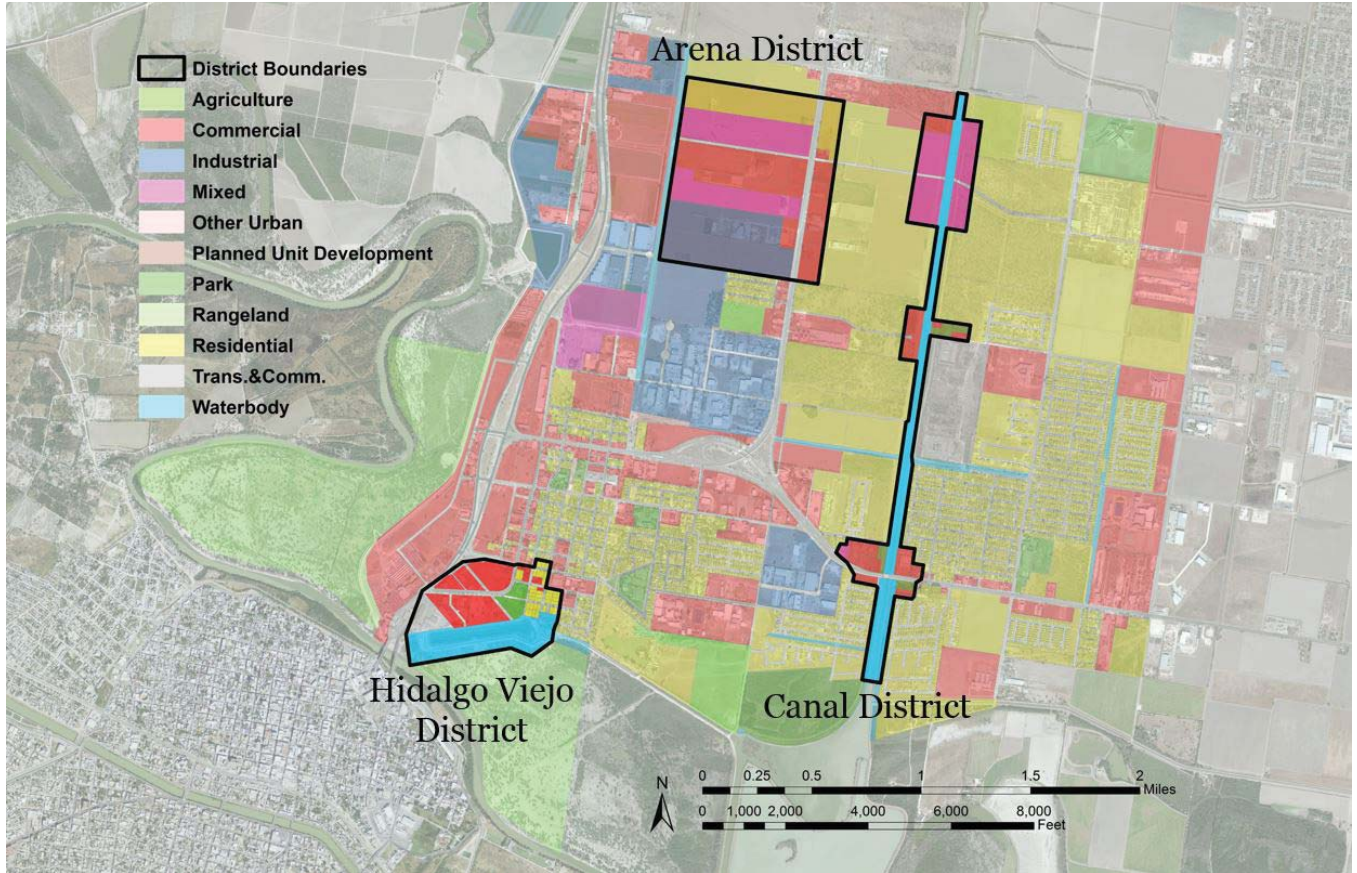 Arena District
District Boundaries
Agriculture
Commercial
Industrial
Mixed
Other Urban
Planned Unit Development
Park
Rangeland
Residential
Trans.&Comm.
Waterbody
Hidalgo Viejo
District
Canal District
N
0 0.25 0.5 1 1.5 2
Miles
0 1,000 2,000 4,000 6,000 8,000
Feet